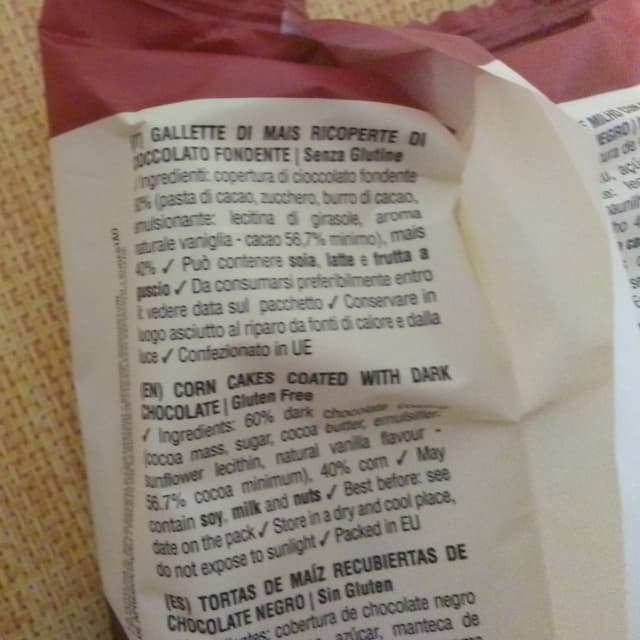 GALLETTE DI MAIS RICOPERTE DI
CIOCCOLATO FONDENTE | Senza Glutine
Ingredienti: copertura di cioccolato fondente
(pasta di cacao, zucchero, burro di cacao,
emulsionante: lecitina di girasole, aroma
naturale vaniglia - cacao 56,7% minimo), mais
40% ✓ Può contenere soia, latte e frutta a
guscio ✓ Da consumarsi preferibilmente entro
il: vedere data sul pacchetto ✓ Conservare in
luogo asciutto al riparo da fonti di calore e dalla
luce ✓ Confezionato in UE
(EN) CORN CAKES COATED WITH DARK
CHOCOLATE | Gluten Free
✓ Ingredients: 60% dark chocolate
(cocoa mass, sugar, cocoa butter, emulsifier:
sunflower lecithin, natural vanilla flavour -
56.7% cocoa minimum), 40% corn ✓ May
contain soy, milk and nuts ✓ Best before: see
date on the pack ✓ Store in a dry and cool place,
do not expose to sunlight ✓ Packed in EU
(ES) TORTAS DE MAÍZ RECUBIERTAS DE
CHOCOLATE NEGRO | Sin Gluten
cobertura de chocolate negro
azúcar, manteca de